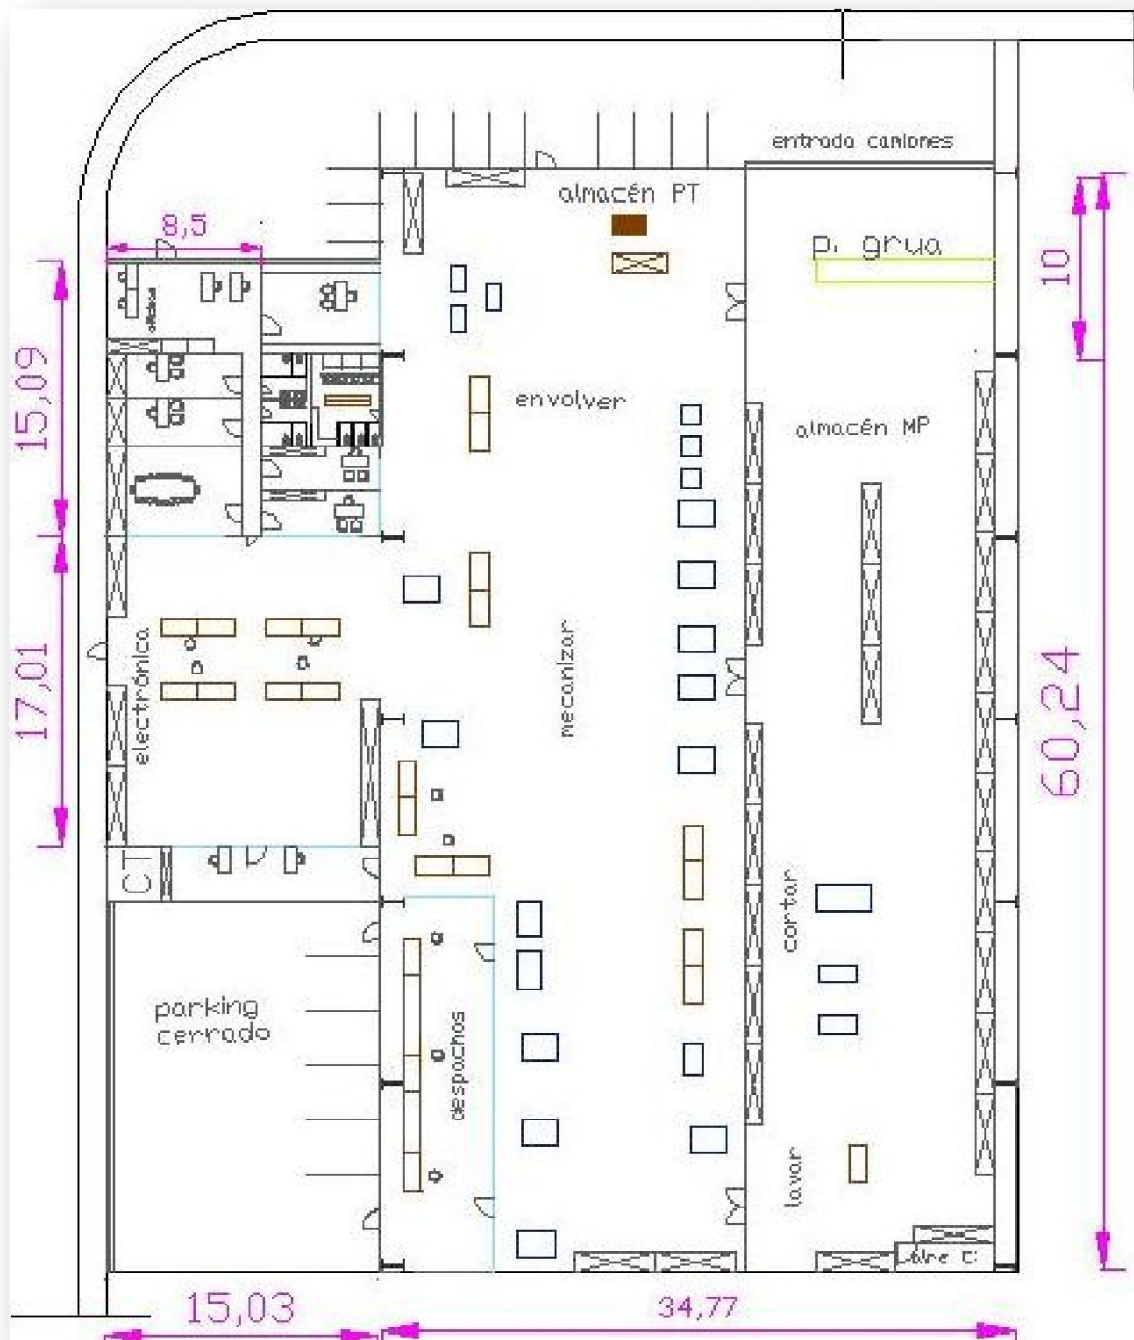 entrada camiones
almacén PT
8,5
p. grua
10
oficinas
15,09
envolver
almacén MP
17,01
electrónica
mecanizar
60,24
CT
cortar
parking
cerrado
despachos
lavar
15,03
34,77